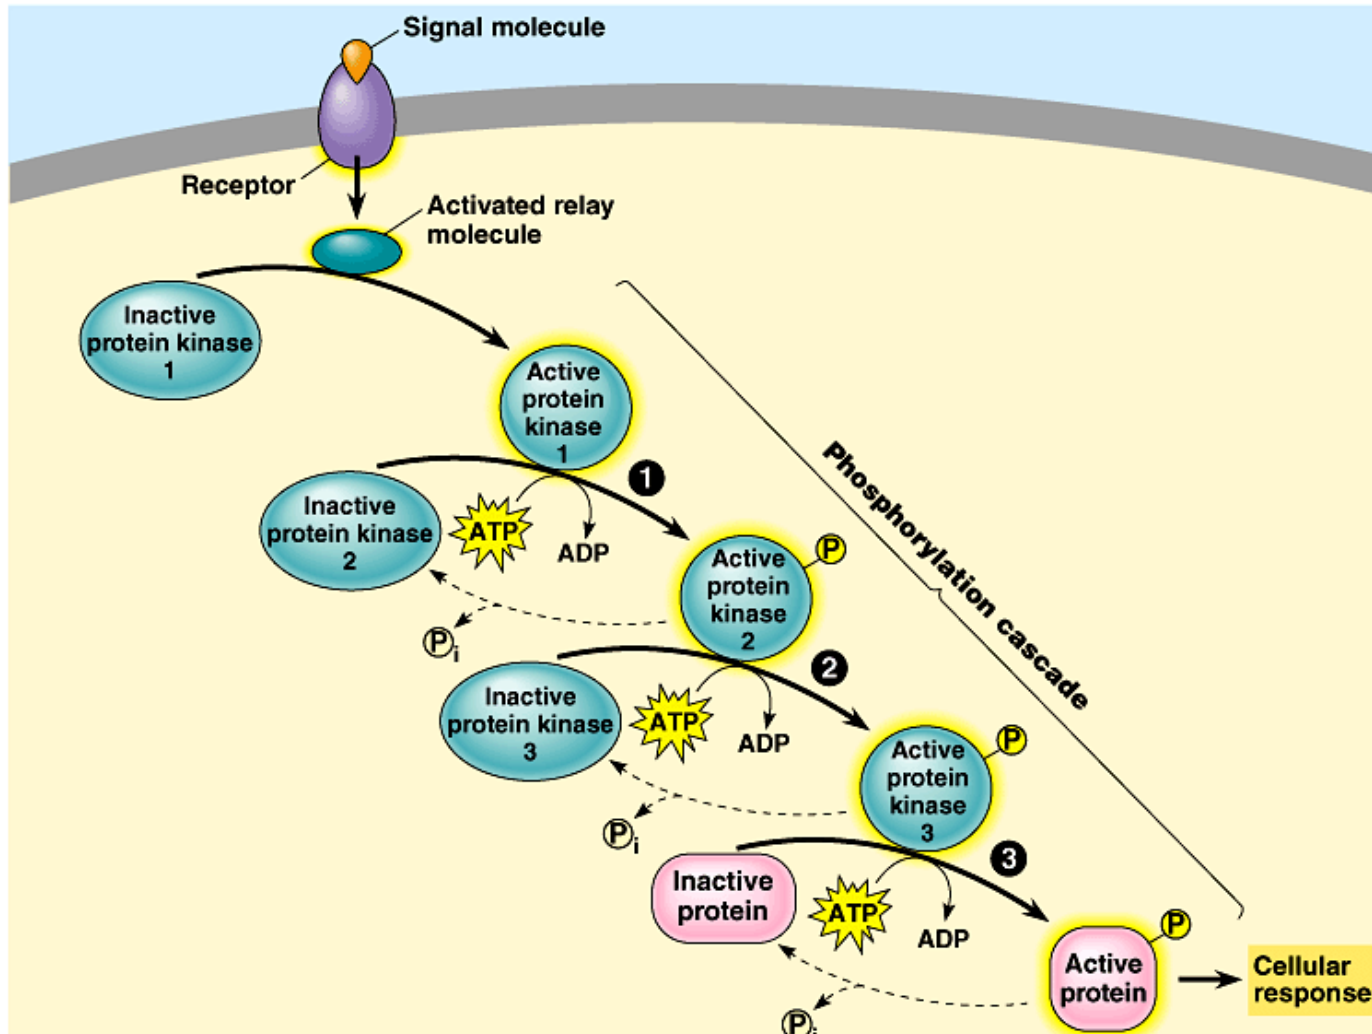 Signal molecule
Receptor
Activated relay
molecule
Inactive
protein kinase
1
Active
protein
kinase
1
1
Phosphorylation cascade
Inactive
protein kinase
2
ATP
ADP
Active
protein
kinase
2
P
Pi
2
Inactive
protein kinase
3
ATP
ADP
Active
protein
kinase
3
P
Pi
3
Inactive
protein
ATP
ADP
Active
protein
P
Cellular
response
Pi